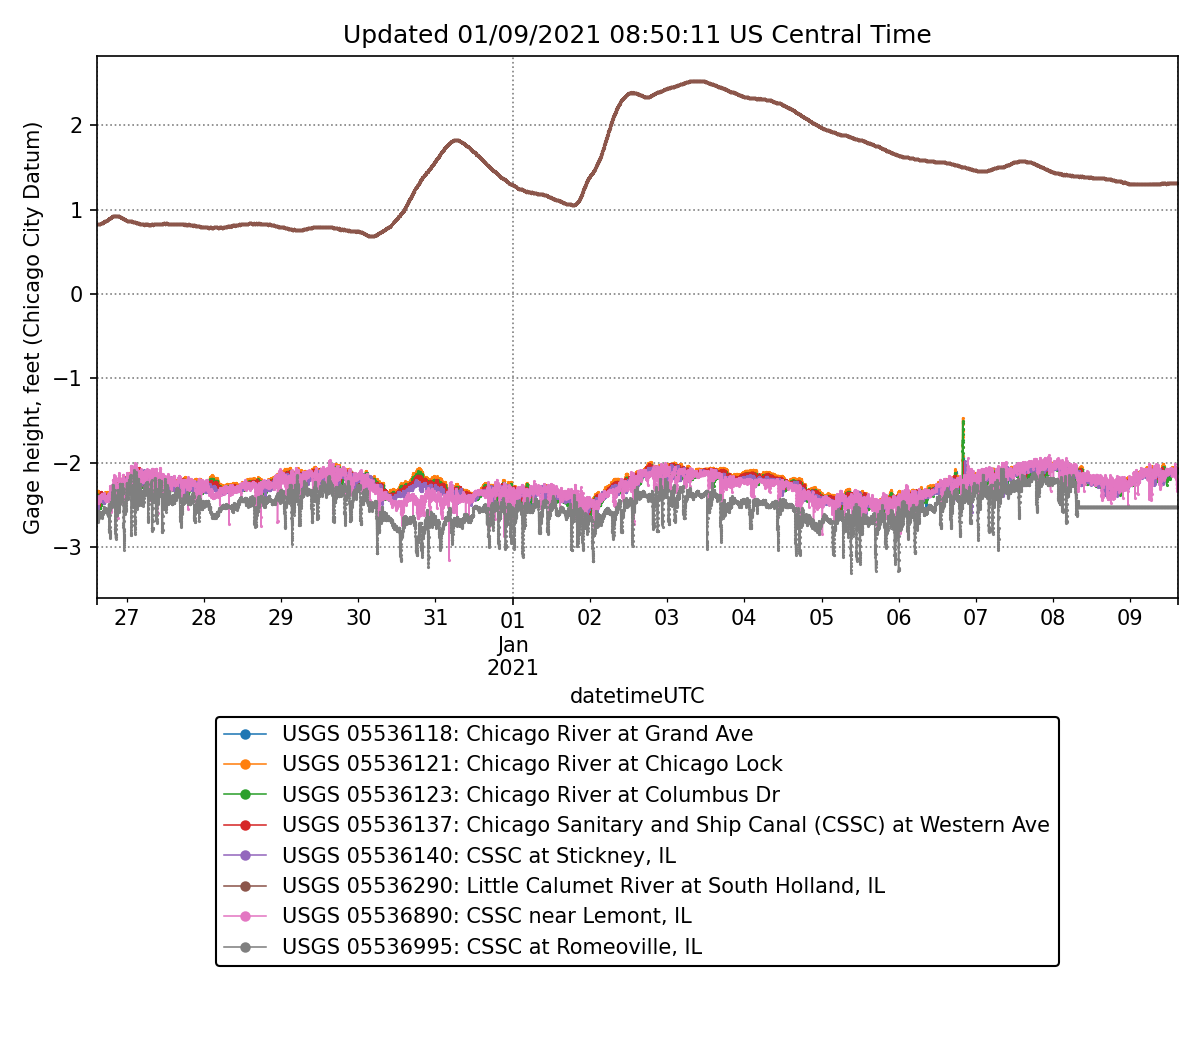 Updated 01/09/2021 08:50:11 US Central Time
Gage height, feet (Chicago City Datum)
2
1
0
−1
−2
−3
27 28 29 30 31 01 02 03 04 05 06 07 08 09
Jan
2021
datetimeUTC
USGS 05536118: Chicago River at Grand Ave
USGS 05536121: Chicago River at Chicago Lock
USGS 05536123: Chicago River at Columbus Dr
USGS 05536137: Chicago Sanitary and Ship Canal (CSSC) at Western Ave
USGS 05536140: CSSC at Stickney, IL
USGS 05536290: Little Calumet River at South Holland, IL
USGS 05536890: CSSC near Lemont, IL
USGS 05536995: CSSC at Romeoville, IL